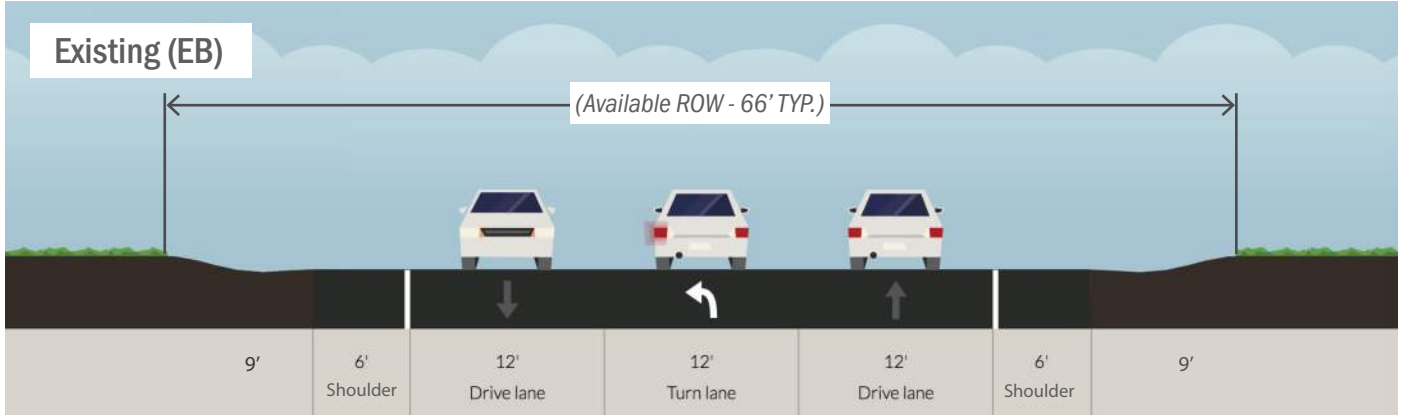 Existing (EB)
(Available ROW - 66’ TYP.)
9’
6'
Shoulder
12'
Drive lane
12'
Turn lane
12'
Drive lane
6'
Shoulder
9’